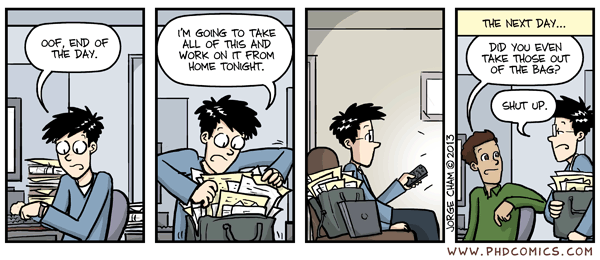 OOF, END OF
THE DAY.
I'M GOING TO TAKE
ALL OF THIS AND
WORK ON IT FROM
HOME TONIGHT.
THE NEXT DAY...
DID YOU EVEN
TAKE THOSE OUT
OF THE BAG?
SHUT UP.
JORGE CHAM © 2013
WWW.PHDCOMICS.COM